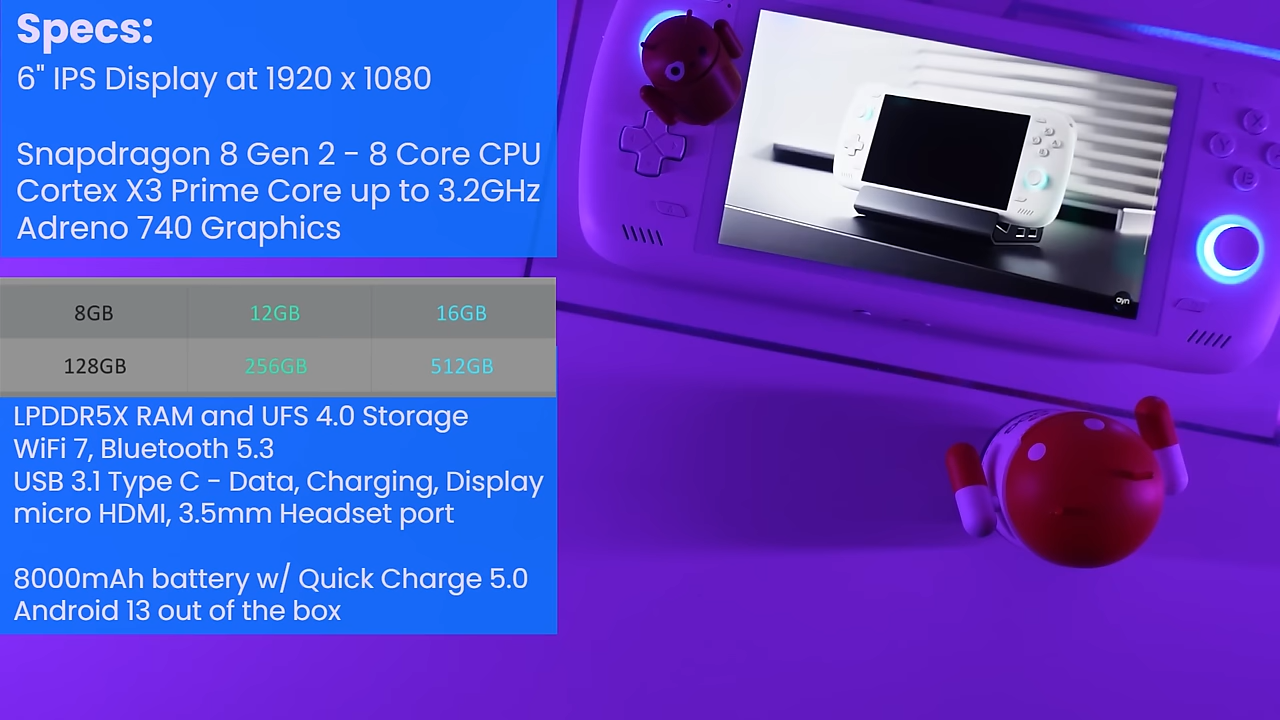 Specs:
6" IPS Display at 1920 x 1080
Snapdragon 8 Gen 2 - 8 Core CPU
Cortex X3 Prime Core up to 3.2GHz
Adreno 740 Graphics
8GB 12GB 16GB
128GB 256GB 512GB
LPDDR5X RAM and UFS 4.0 Storage
WiFi 7, Bluetooth 5.3
USB 3.1 Type C - Data, Charging, Display
micro HDMI, 3.5mm Headset port
8000mAh battery w/ Quick Charge 5.0
Android 13 out of the box
X
Y
B
ayn